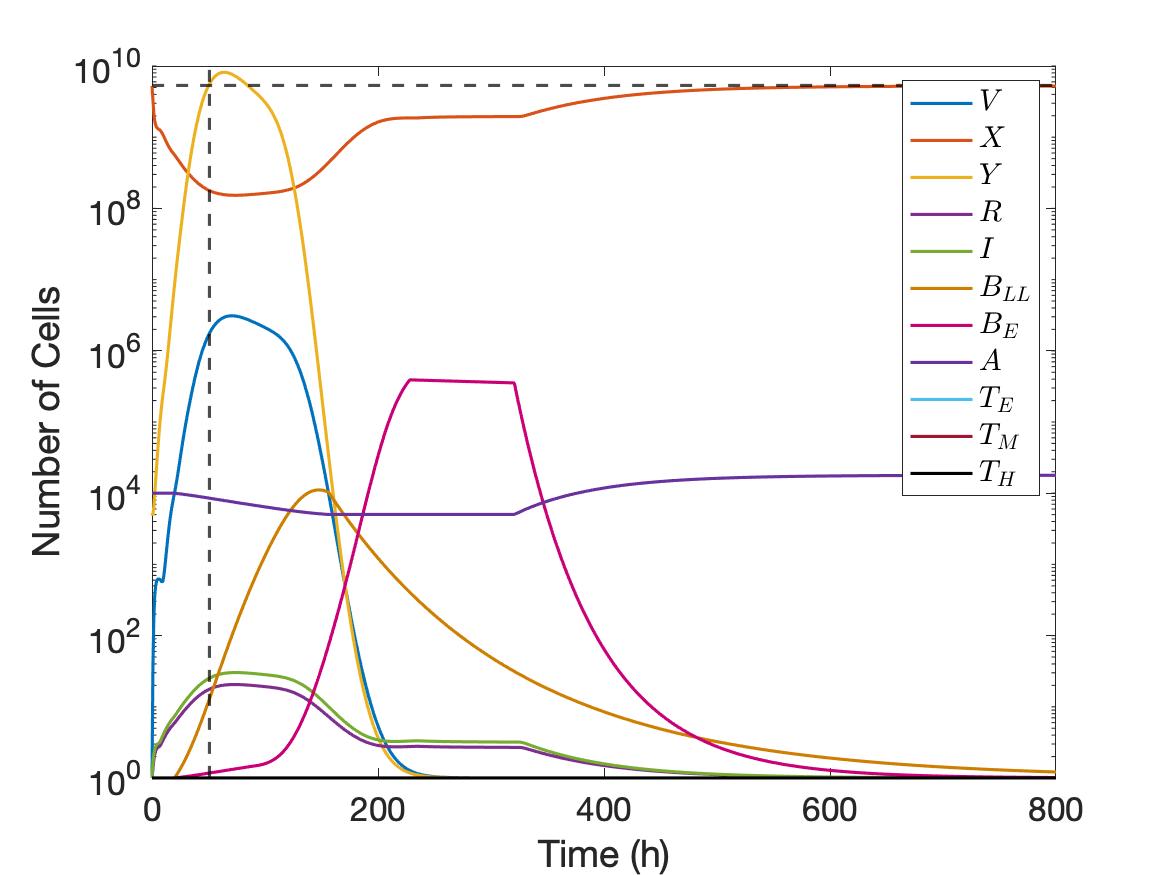 10^10
10^8
10^6
10^4
10^2
10^0
Number of Cells
0
200
400
600
800
Time (h)
V
X
Y
R
I
B_LL
B_E
A
T_E
T_M
T_H